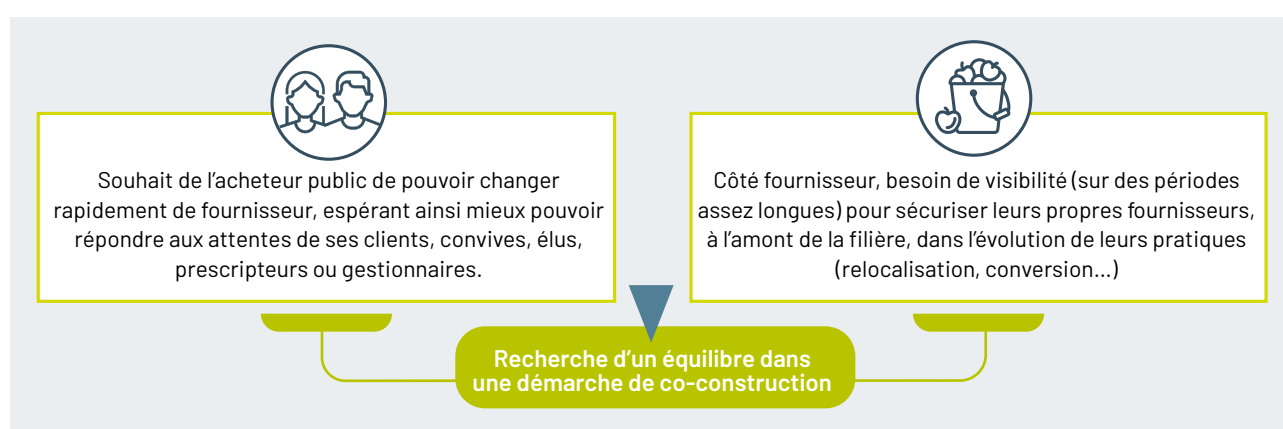 Souhait de l’acheteur public de pouvoir changer
rapidement de fournisseur, espérant ainsi mieux pouvoir
répondre aux attentes de ses clients, convives, élus,
prescripteurs ou gestionnaires.
Côté fournisseur, besoin de visibilité (sur des périodes
assez longues) pour sécuriser leurs propres fournisseurs,
à l’amont de la filière, dans l’évolution de leurs pratiques
(relocalisation, conversion...)
Recherche d’un équilibre dans
une démarche de co-construction